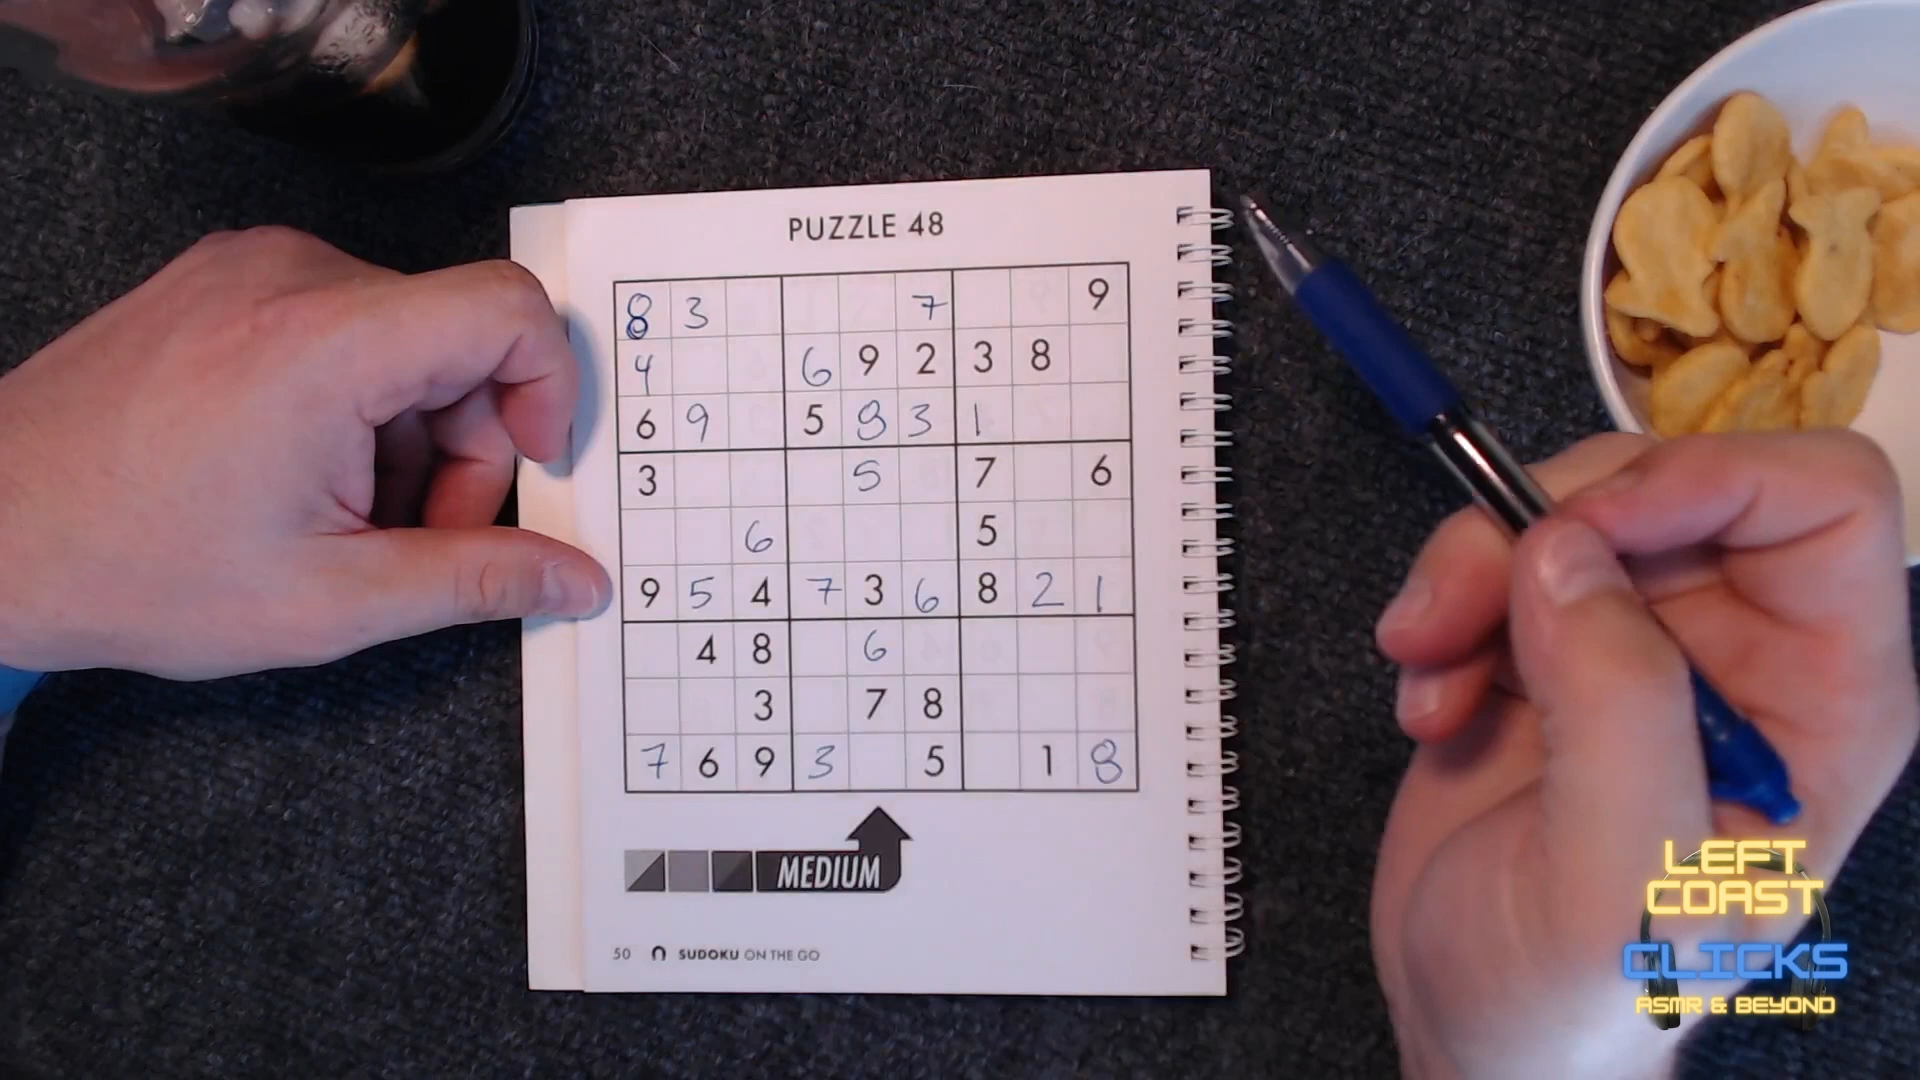 PUZZLE 48
8 3 7 9
4 6 9 2 3 8
6 9 5 8 3 1
3 5 7 6
6 5
9 5 4 7 3 6 8 2 1
4 8 6
3 7 8
7 6 9 3 5 1 8
MEDIUM
50 SUDOKU ON THE GO
LEFT
COAST
CLICKS
ASMR & BEYOND